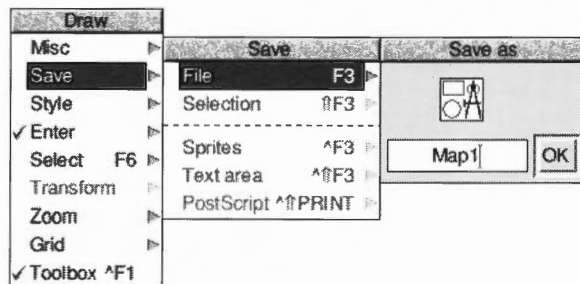 Draw
Misc
Save
Style
✓ Enter
Select F6
Transform
Zoom
Grid
✓ Toolbox ^F1
Save
File F3
Selection ⇧F3
Sprites ^F3
Text area ^⇧F3
PostScript ^⇧PRINT
Save as
Map1
OK